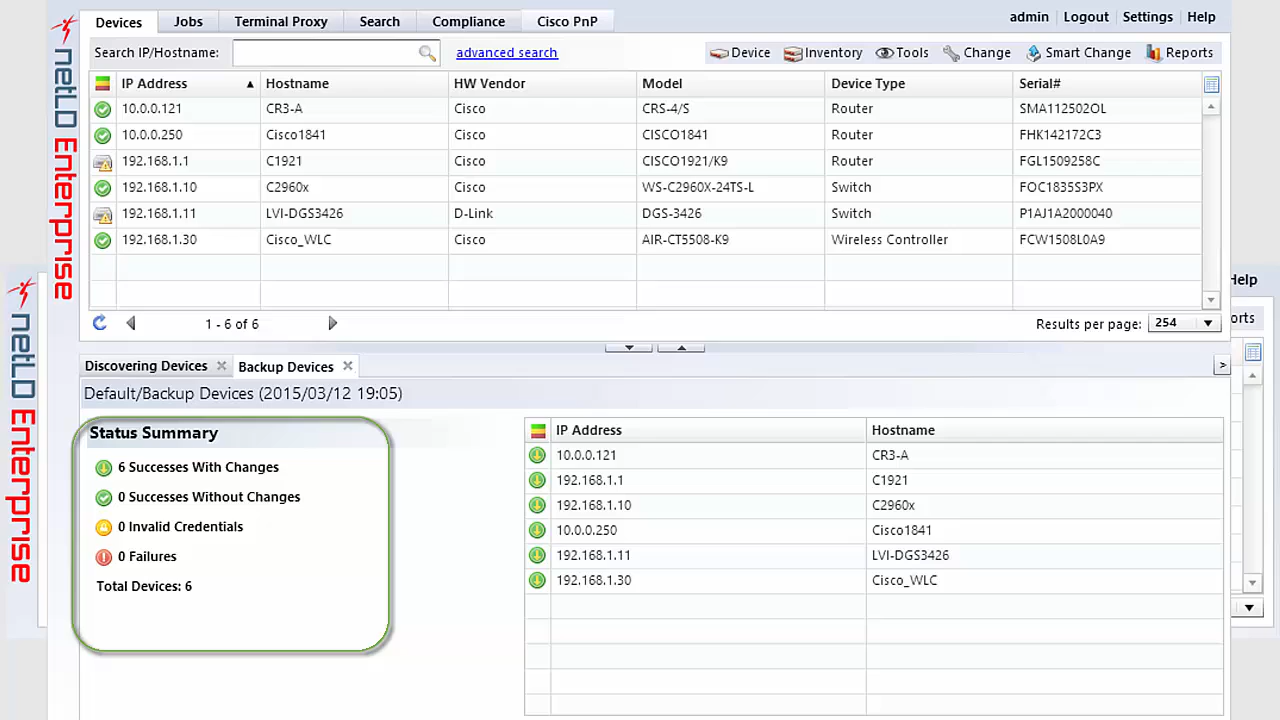 Devices Jobs Terminal Proxy Search Compliance Cisco PnP admin Logout Settings Help
Search IP/Hostname: advanced search Device Inventory Tools Change Smart Change Reports
IP Address Hostname HW Vendor Model Device Type Serial#
10.0.0.121 CR3-A Cisco CRS-4/S Router SMA112502OL
10.0.0.250 Cisco1841 Cisco CISCO1841 Router FHK142172C3
192.168.1.1 C1921 Cisco CISCO1921/K9 Router FGL1509258C
192.168.1.10 C2960x Cisco WS-C2960X-24TS-L Switch FOC1835S3PX
192.168.1.11 LVI-DGS3426 D-Link DGS-3426 Switch P1AJ1A2000040
192.168.1.30 Cisco_WLC Cisco AIR-CT5508-K9 Wireless Controller FCW1508L0A9
1 - 6 of 6 Results per page: 254
netLD Enterprise
netLD Enterprise
Help
orts
Discovering Devices Backup Devices >
Default/Backup Devices (2015/03/12 19:05)
Status Summary
6 Successes With Changes
0 Successes Without Changes
0 Invalid Credentials
0 Failures
Total Devices: 6
IP Address Hostname
10.0.0.121 CR3-A
192.168.1.1 C1921
192.168.1.10 C2960x
10.0.0.250 Cisco1841
192.168.1.11 LVI-DGS3426
192.168.1.30 Cisco_WLC